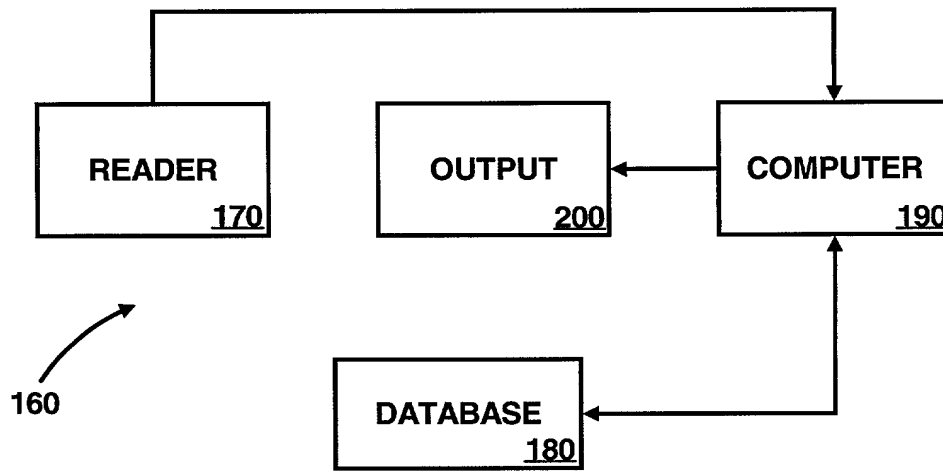 READER
170
OUTPUT
200
COMPUTER
190
160
DATABASE
180